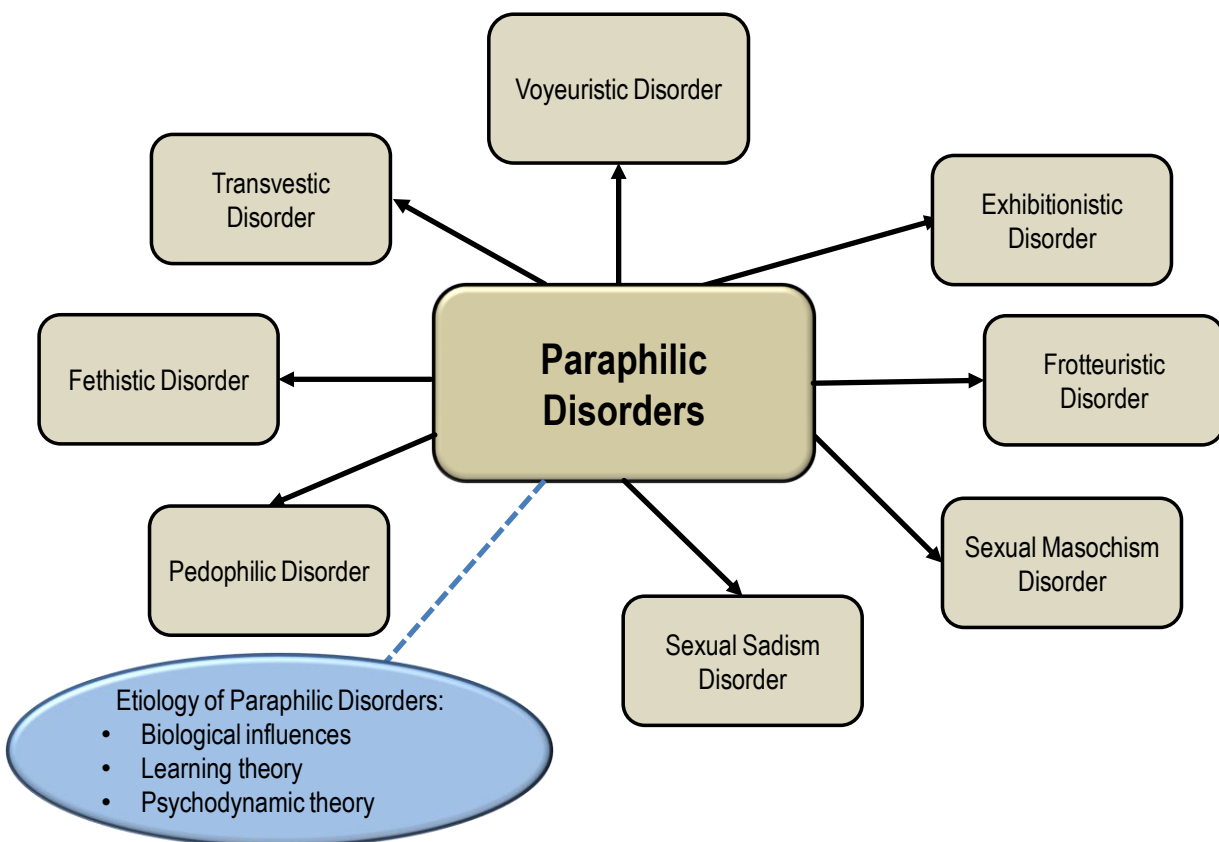 Voyeuristic Disorder
Transvestic
Disorder
Exhibitionistic
Disorder
Paraphilic
Disorders
Fethistic Disorder
Frotteuristic
Disorder
Pedophilic Disorder
Sexual Masochism
Disorder
Sexual Sadism
Disorder
Etiology of Paraphilic Disorders:
• Biological influences
• Learning theory
• Psychodynamic theory